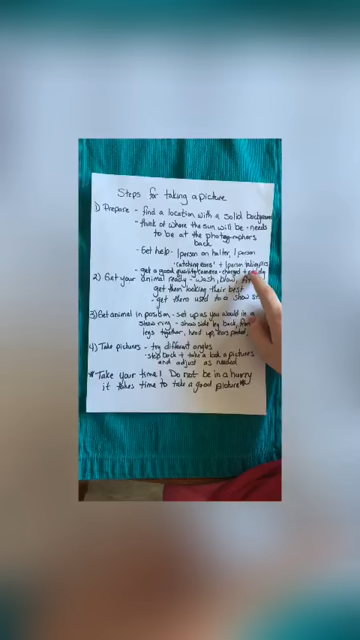 Steps for taking a picture
1) Prepare - find a location with a solid background
- think of where the sun will be - needs
to be at the photographers
back
- Get help - 1 person on halter, 1 person
"catching ears" + 1 person taking pics
- get a good quality camera - charged +
2) Get your animal ready - wash, blow,
get them looking their best
- get them used to a show
3) Get animal in position - set up as you would in a
show ring - show side leg back, front
legs together, head up, ears
4) Take pictures - try different angles
- step back + take a look @ pictures
and adjust as needed
* Take your time! Do not be in a hurry
it takes time to take a good picture *